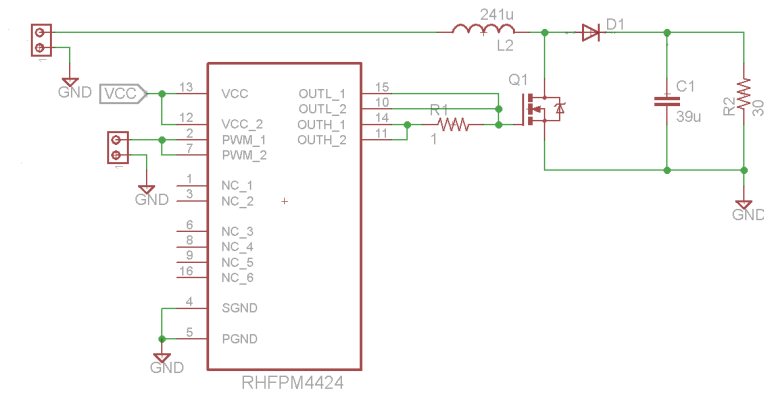 241u
L2
D1
GND
VCC
13 VCC OUTL_1 15
OUTL_2 10
12 VCC_2 OUTH_1 14
2 PWM_1 OUTH_2 11
7 PWM_2
R1
1
Q1
C1
39u
R2
30
1
1
GND
1 NC_1
3 NC_2
6 NC_3
8 NC_4
9 NC_5
16 NC_6
4 SGND
5 PGND
GND
GND
RHFPM4424